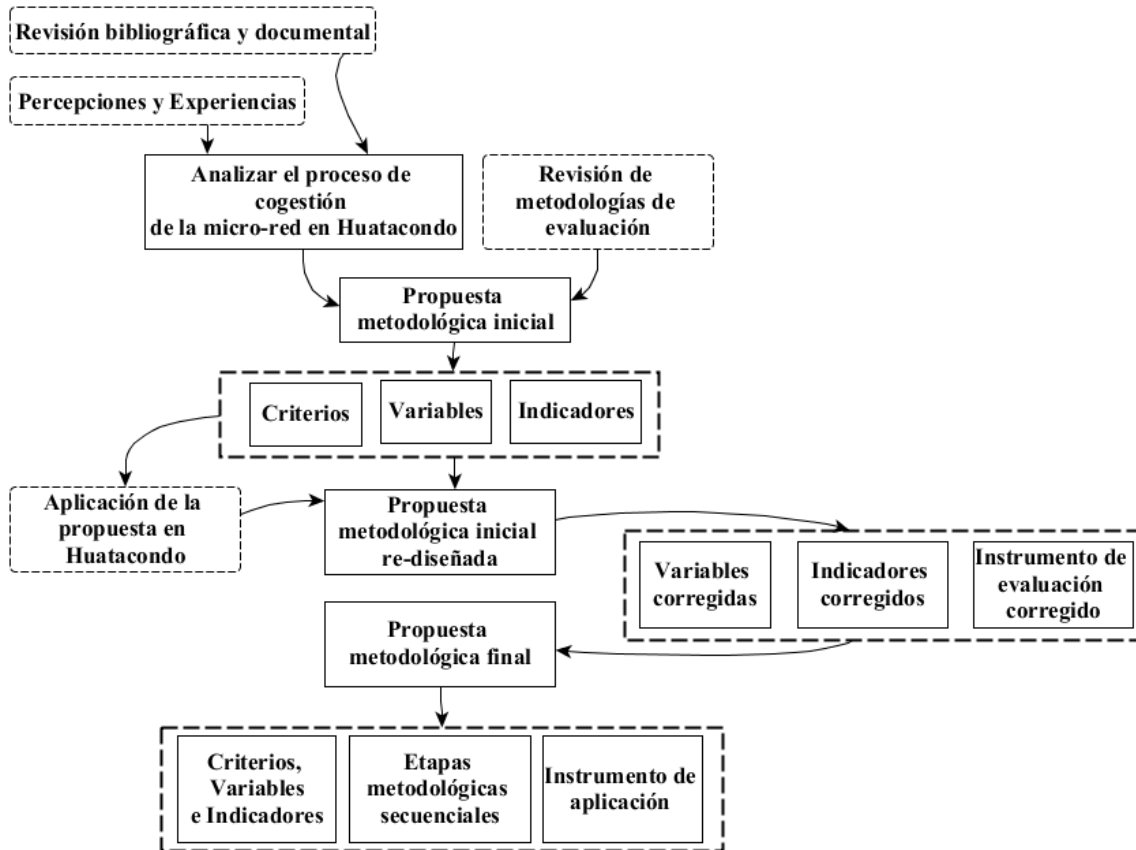 Revisión bibliográfica y documental
Percepciones y Experiencias
Analizar el proceso de
cogestión
de la micro-red en Huatacondo
Revisión de
metodologías de
evaluación
Propuesta
metodológica inicial
Criterios
Variables
Indicadores
Aplicación de la
propuesta en
Huatacondo
Propuesta
metodológica inicial
re-diseñada
Variables
corregidas
Indicadores
corregidos
Instrumento de
evaluación
corregido
Propuesta
metodológica final
Criterios,
Variables
e Indicadores
Etapas
metodológicas
secuenciales
Instrumento de
aplicación